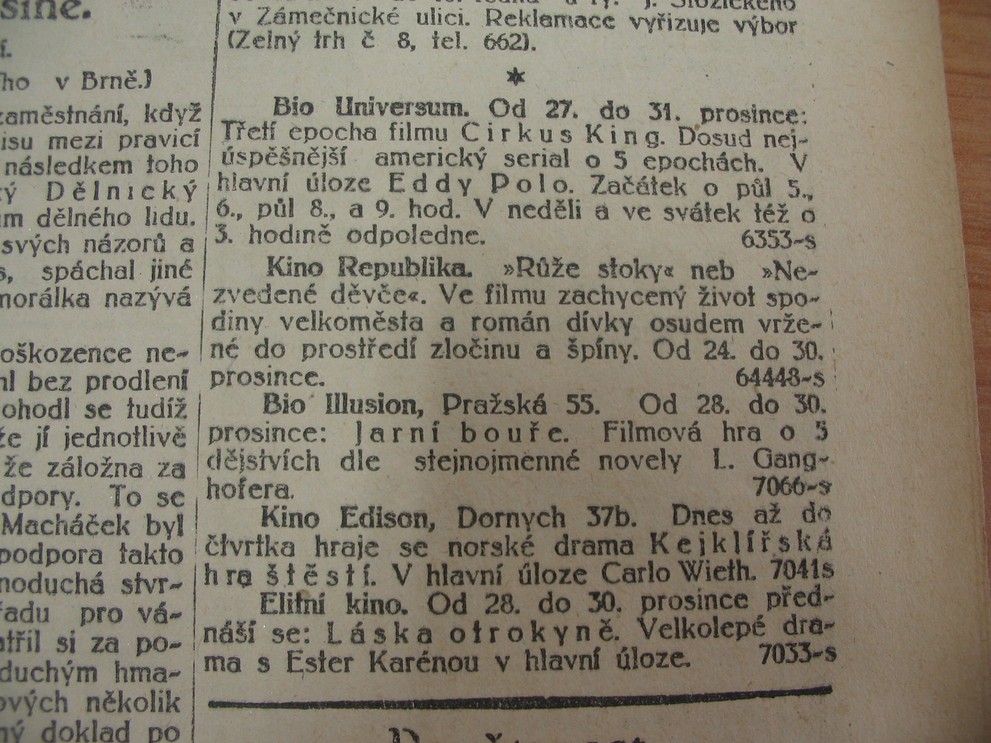 síně.
ího v Brně.)
zaměstnání, když
isu mezi pravicí
následkem toho
Dělnický
m dělného lidu.
svých názorů a
s, spáchal jiné
morálka nazývá
oškozence ne-
hl bez prodlení
ohodl se tudíž
že jí jednotlivě
že záložna za
dpory. To se
Macháček byl
podpora takto
noduchá stvr-
řadu pro vá-
atřil si za po-
duchým hma-
ových několik
ný doklad po
v Zámečnické ulici. Reklamace vyřizuje výbor
(Zelný trh č 8, tel. 662).
*
Bio Universum. Od 27. do 31. prosince:
Třetí epocha filmu Cirkus King. Dosud nej-
úspěšnější americký serial o 5 epochách. V
hlavní úloze Eddy Polo. Začátek o půl 5.,
6., půl 8., a 9. hod. V neděli a ve svátek též o
3. hodině odpoledne. 6353-s
Kino Republika. »Růže stoky« neb »Ne-
zvedené děvče«. Ve filmu zachycený život spo-
diny velkoměsta a román dívky osudem vrže-
né do prostředí zločinu a špíny. Od 24. do 30.
prosince. 64448-s
Bio Illusion, Pražská 55. Od 28. do 30.
prosince: Jarní bouře. Filmová hra o 5
dějstvích dle stejnojmenné novely L. Gang-
hofera. 7066-s
Kino Edison, Dornych 37b. Dnes až do
čtvrtka hraje se norské drama Kejklířská
hra štěstí. V hlavní úloze Carlo Wieth. 7041s
Elitní kino. Od 28. do 30. prosince před-
náší se: Láska otrokyně. Velkolepé dra-
ma s Ester Karénou v hlavní úloze. 7033-s